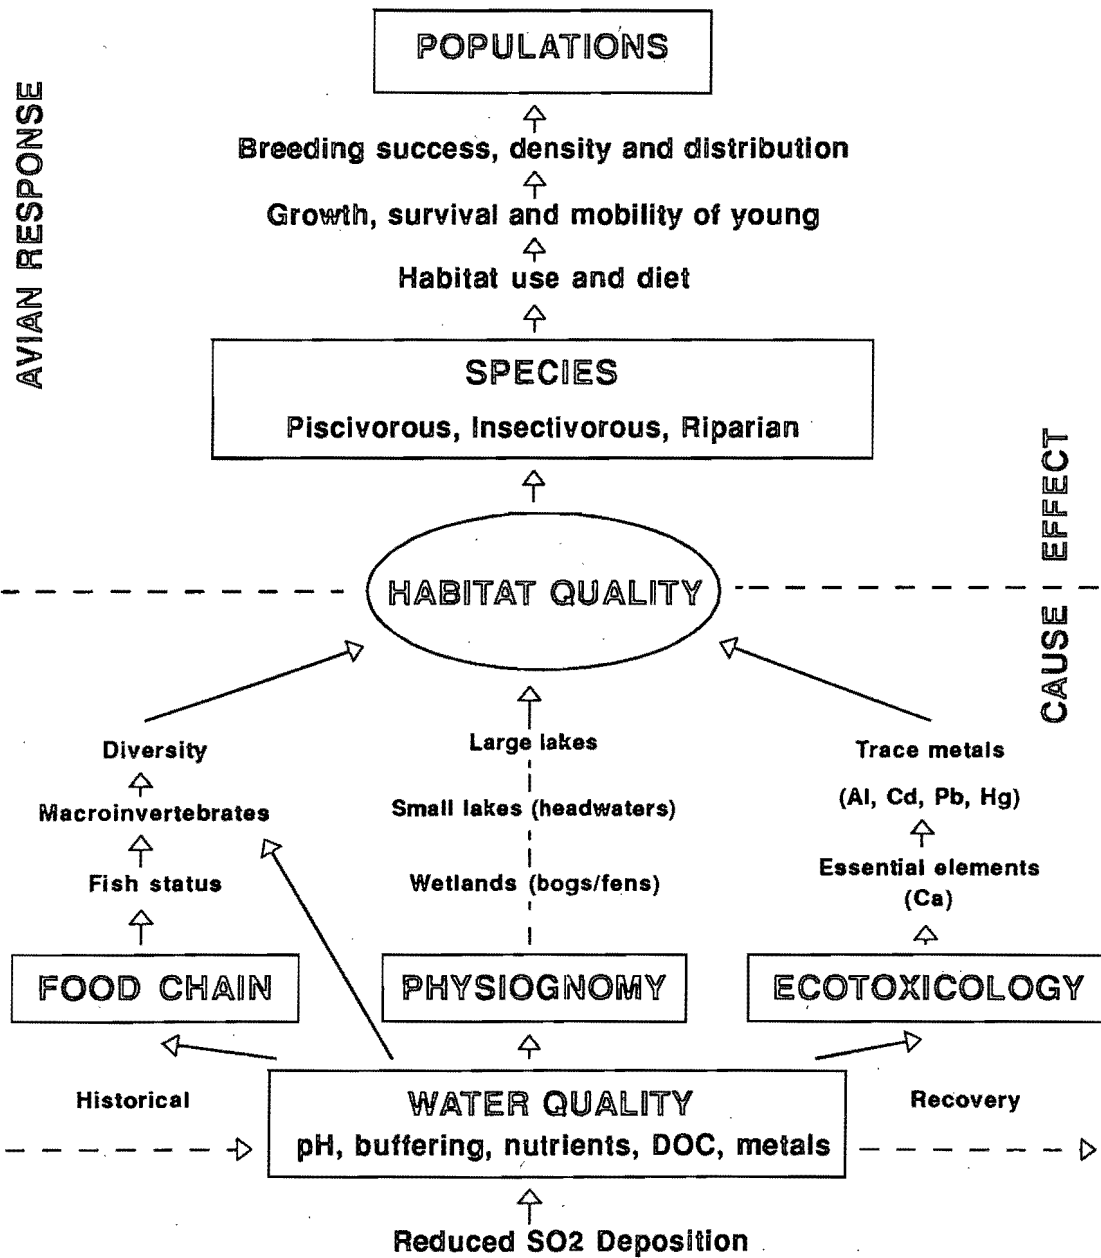 POPULATIONS
Breeding success, density and distribution
Growth, survival and mobility of young
Habitat use and diet
AVIAN RESPONSE
SPECIES
Piscivorous, Insectivorous, Riparian
EFFECT
HABITAT QUALITY
CAUSE
Diversity
Macroinvertebrates
Fish status
FOOD CHAIN
Large lakes
Small lakes (headwaters)
Wetlands (bogs/fens)
PHYSIOGNOMY
Trace metals
(Al, Cd, Pb, Hg)
Essential elements
(Ca)
ECOTOXICOLOGY
Historical
WATER QUALITY
pH, buffering, nutrients, DOC, metals
Recovery
Reduced SO2 Deposition